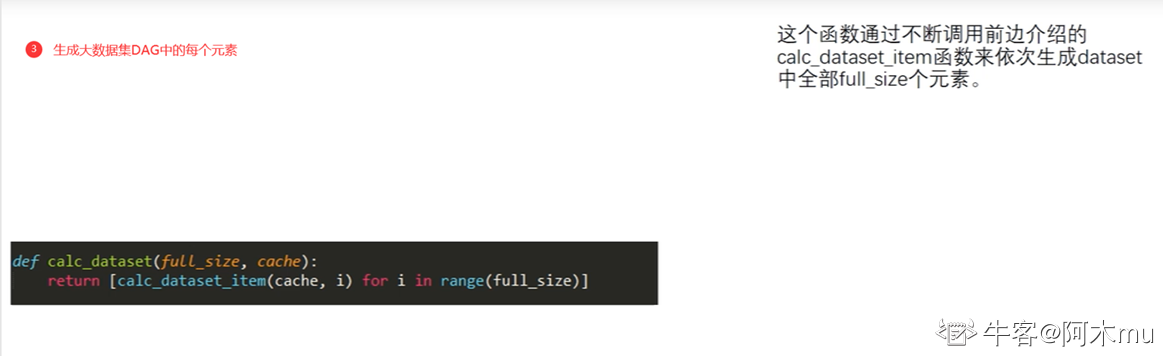 3 生成大数据集DAG中的每个元素
这个函数通过不断调用前边介绍的
calc_dataset_item函数来依次生成dataset
中全部full_size个元素。
def calc_dataset(full_size, cache):
    return [calc_dataset_item(cache, i) for i in range(full_size)]
牛客@阿木mu